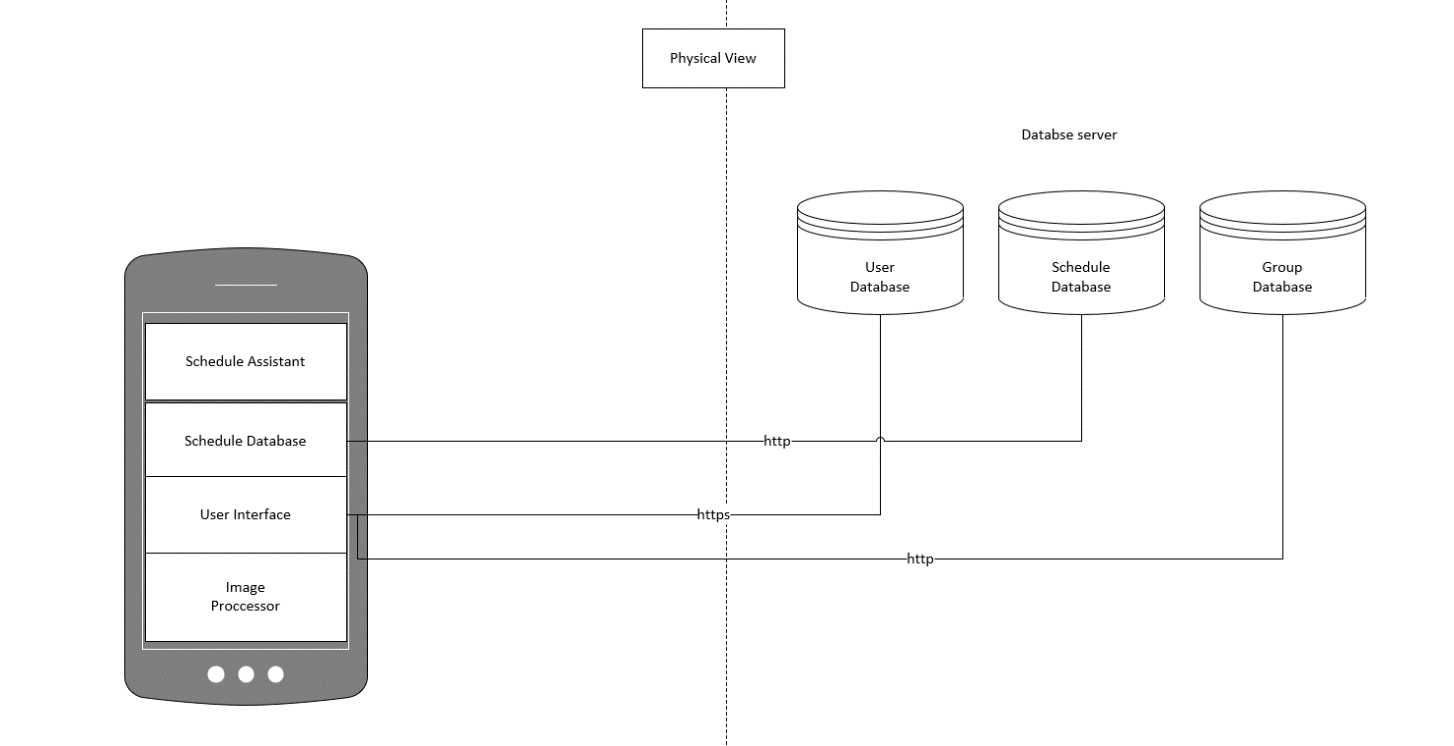 Physical View
Databse server
User
Database
Schedule
Database
Group
Database
Schedule Assistant
Schedule Database
http
User Interface
https
http
Image
Proccessor